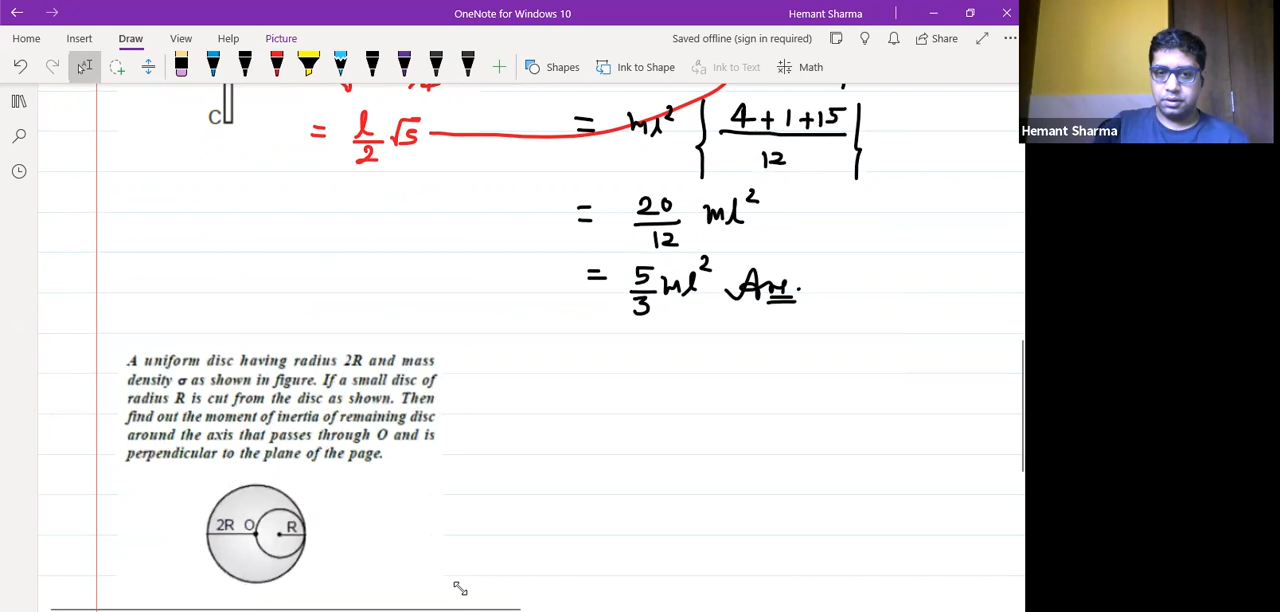 OneNote for Windows 10
Hemant Sharma
Home Insert Draw View Help Picture
Saved offline (sign in required)
Share
Shapes
Ink to Shape
Ink to Text
Math
C
= l/2 √5
= ml² { 4+1+15 / 12 }
= 20/12 ml²
= 5/3 ml² Ans.
Hemant Sharma
A uniform disc having radius 2R and mass
density σ as shown in figure. If a small disc of
radius R is cut from the disc as shown. Then
find out the moment of inertia of remaining disc
around the axis that passes through O and is
perpendicular to the plane of the page.
2R O R